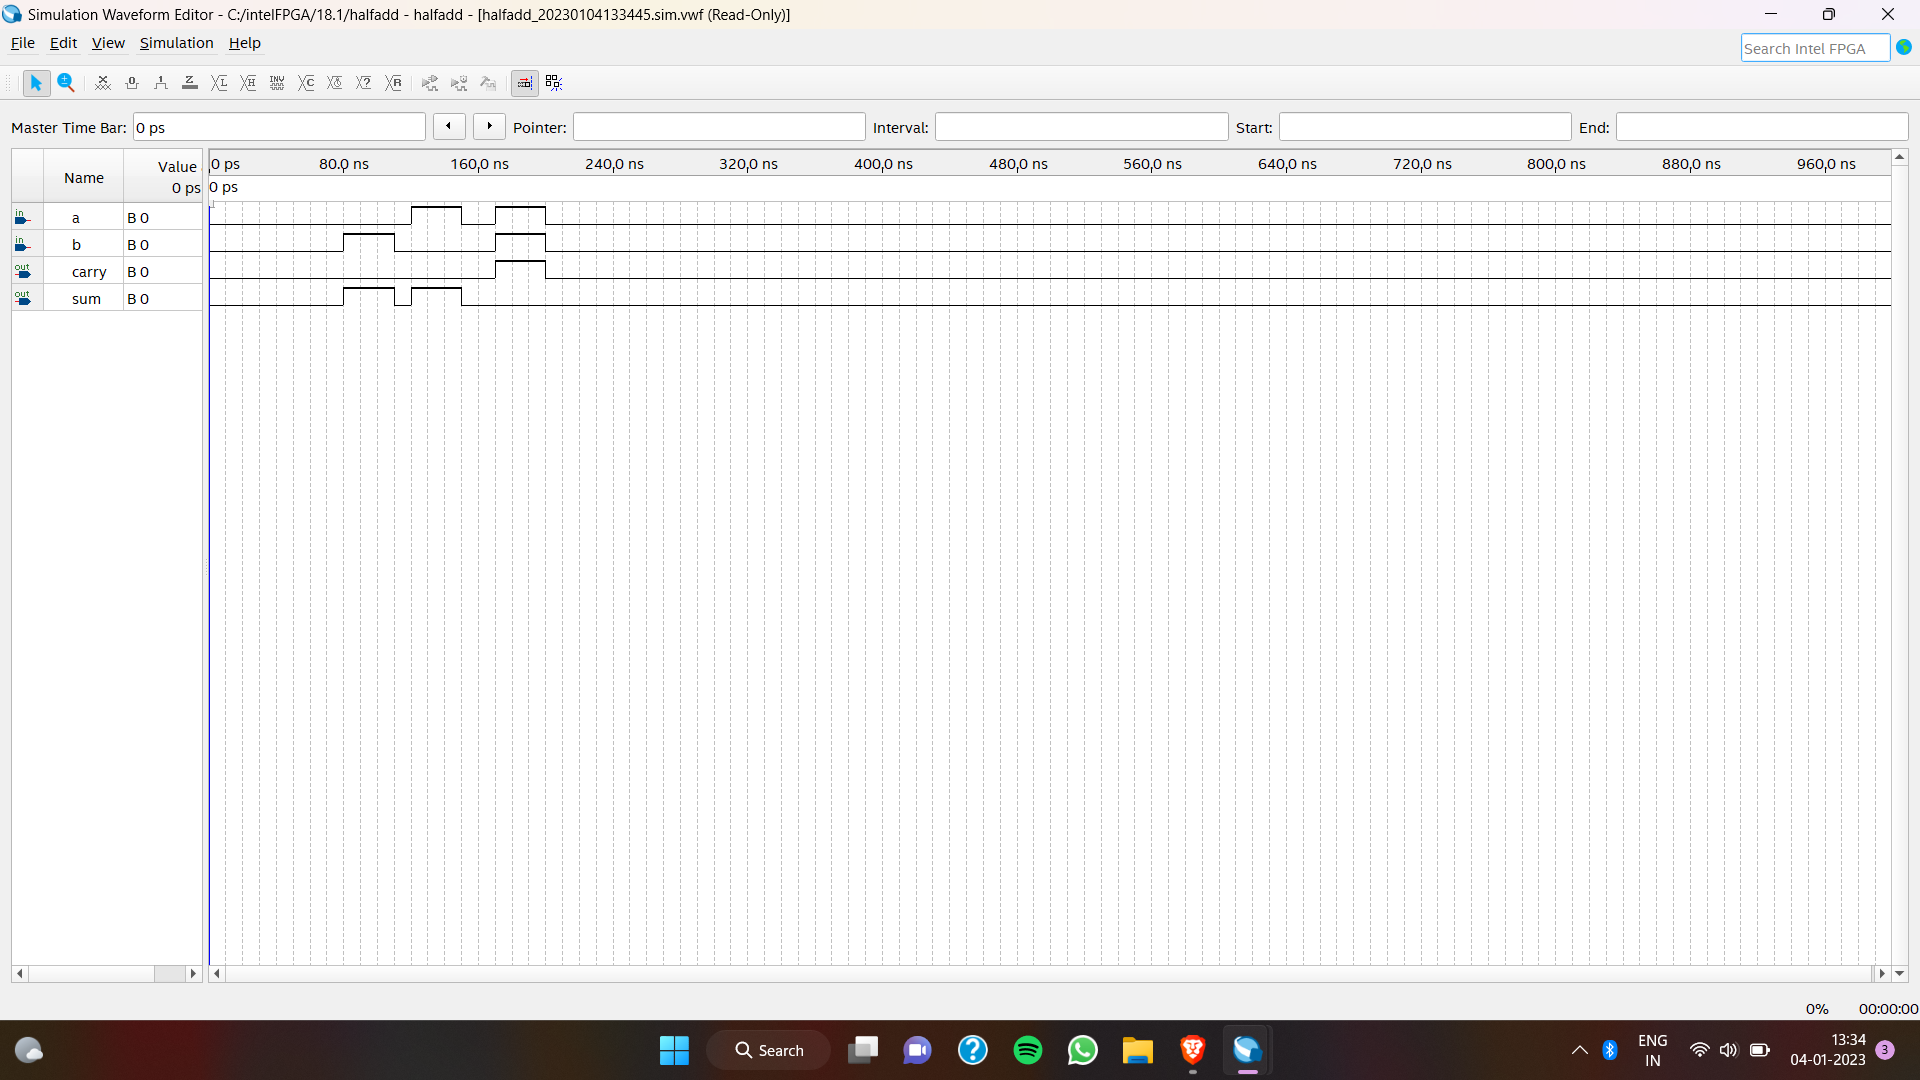 Simulation Waveform Editor - C:/intelFPGA/18.1/halfadd - halfadd - [halfadd_20230104133445.sim.vwf (Read-Only)]
File Edit View Simulation Help
Search Intel FPGA
Master Time Bar: 0 ps Pointer: Interval: Start: End:
Name Value 0 ps
0 ps 80.0 ns 160.0 ns 240.0 ns 320.0 ns 400.0 ns 480.0 ns 560.0 ns 640.0 ns 720.0 ns 800.0 ns 880.0 ns 960.0 ns
0 ps
in a B 0
in b B 0
out carry B 0
out sum B 0
0% 00:00:00
Search
ENG
IN
13:34
04-01-2023
3